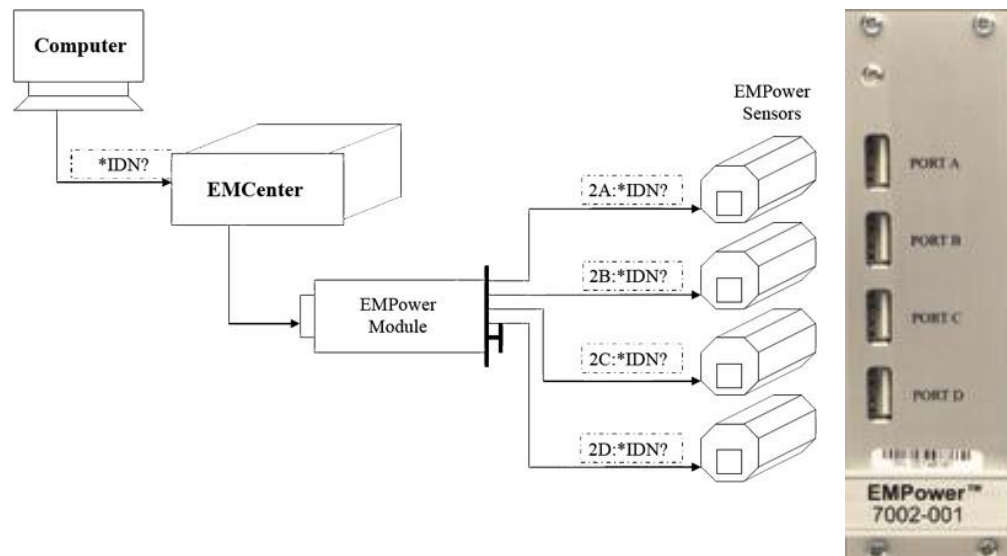 Computer
*IDN?
EMCenter
EMPower
Module
EMPower
Sensors
2A:*IDN?
2B:*IDN?
2C:*IDN?
2D:*IDN?
PORT A
PORT B
PORT C
PORT D
EMPower™
7002-001